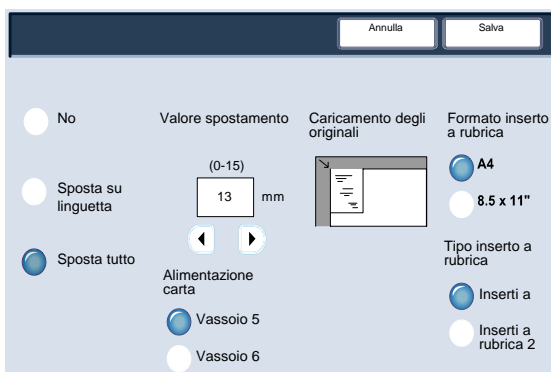 Annulla
Salva
No
Sposta su
linguetta
Sposta tutto
Valore spostamento
(0-15)
13 mm
Alimentazione
carta
Vassoio 5
Vassoio 6
Caricamento degli
originali
Formato inserto
a rubrica
A4
8.5 x 11"
Tipo inserto a
rubrica
Inserti a
Inserti a
rubrica 2